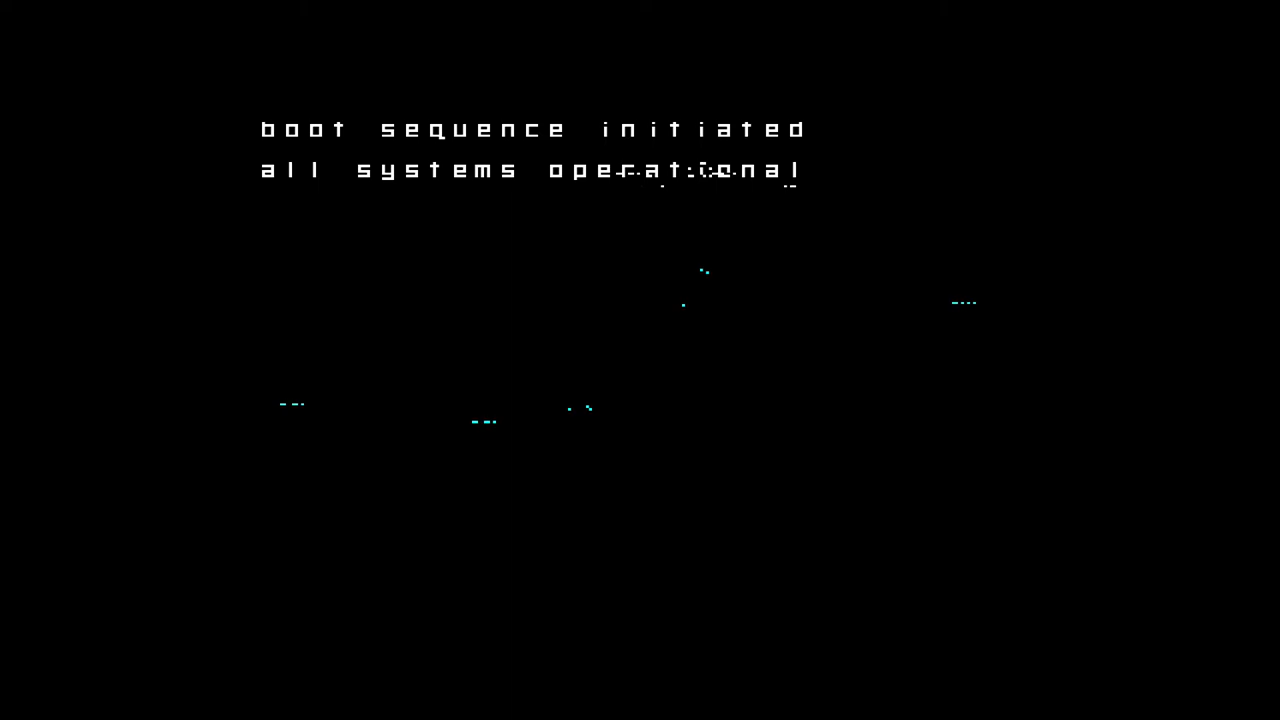 boot sequence initiated
all systems operational